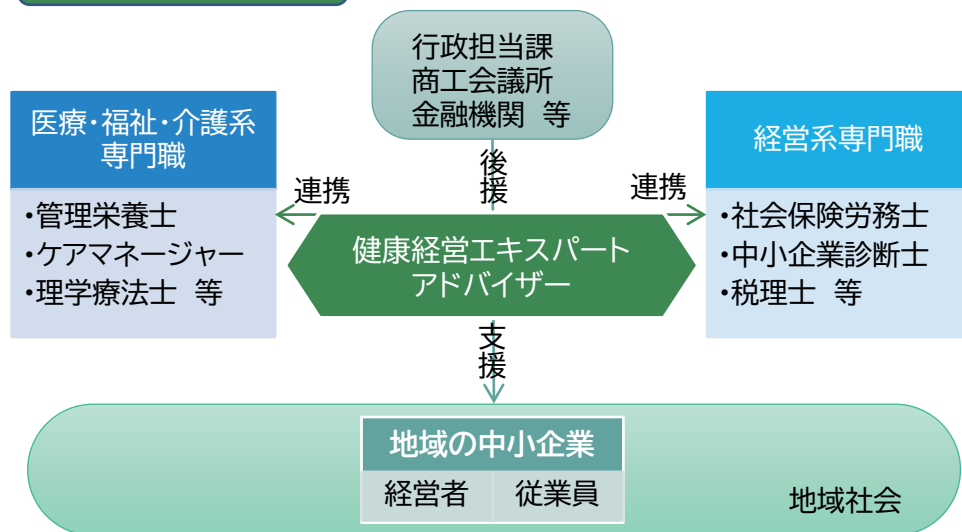 行政担当課
商工会議所
金融機関 等
医療・福祉・介護系
専門職
・管理栄養士
・ケアマネージャー
・理学療法士 等
経営系専門職
・社会保険労務士
・中小企業診断士
・税理士 等
後援
連携
連携
健康経営エキスパート
アドバイザー
支援
地域の中小企業
経営者 従業員
地域社会